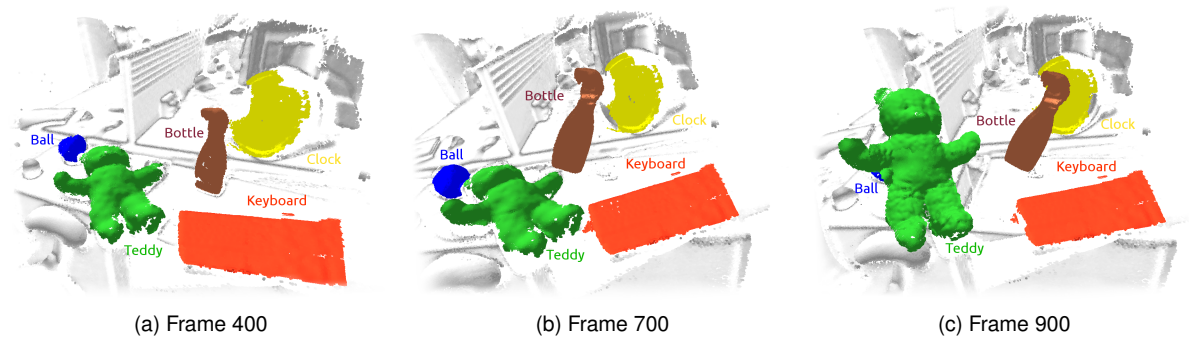 Ball
Bottle
Clock
Keyboard
Teddy
(a) Frame 400
Bottle
Clock
Ball
Keyboard
Teddy
(b) Frame 700
Bottle
Clock
Keyboard
Ball
Teddy
(c) Frame 900